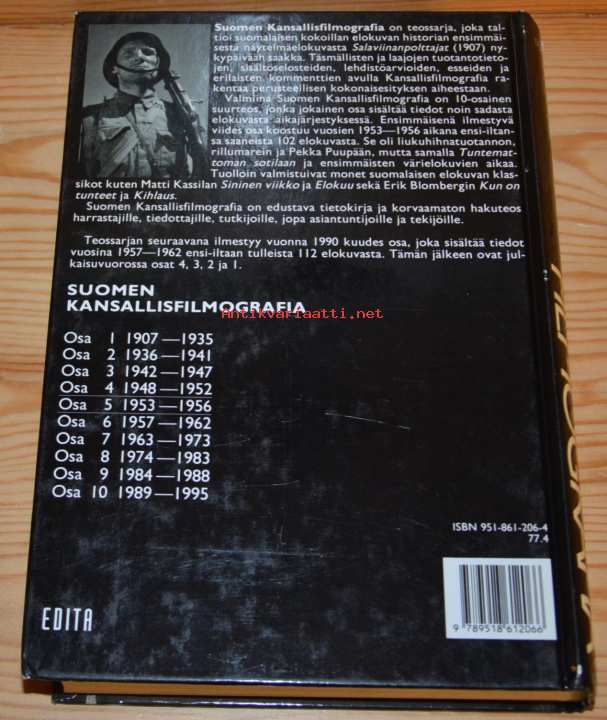 Suomen Kansallisfilmografia on teossarja, joka tal-
tioi suomalaisen kokoillan elokuvan historian ensimmäi-
sestä näytelmäelokuvasta Salaviinanpolttajat (1907) ny-
kypäivään saakka. Täsmällisten ja laajojen tuotantotieto-
jen, sisältöselosteiden, lehdistöarvioiden, esseiden ja
erilaisten kommenttien avulla Kansallisfilmografia ra-
kentaa perusteellisen kokonaisesityksen aiheestaan.
Valmiina Suomen Kansallisfilmografia on 10-osainen
suurteos, jonka jokainen osa sisältää tiedot noin sadasta
elokuvasta aikajärjestyksessä. Ensimmäisenä ilmestyvä
viides osa koostuu vuosien 1953—1956 aikana ensi-iltan-
sa saaneista 102 elokuvasta. Se oli liukuhihnatuotannon,
rillumarein ja Pekka Puupään, mutta samalla Tuntemat-
toman sotilaan ja ensimmäisten värielokuvien aikaa.
Tuolloin valmistuivat monet suomalaisen elokuvan klas-
sikot kuten Matti Kassilan Sininen viikko ja Elokuu sekä Erik Blombergin Kun on
tunteet ja Kihlaus.
Suomen Kansallisfilmografia on edustava tietokirja ja korvaamaton hakuteos
harrastajille, tiedottajille, tutkijoille, jopa asiantuntijoille ja tekijöille.
Teossarjan seuraavana ilmestyy vuonna 1990 kuudes osa, joka sisältää tiedot
vuosina 1957—1962 ensi-iltaan tulleista 112 elokuvasta. Tämän jälkeen ovat jul-
kaisuvuorossa osat 4, 3, 2 ja 1.
SUOMEN
KANSALLISFILMOGRAFIA
Antikvariaatti.net
Osa 1 1907—1935
Osa 2 1936—1941
Osa 3 1942—1947
Osa 4 1948—1952
Osa 5 1953—1956
Osa 6 1957—1962
Osa 7 1963—1973
Osa 8 1974—1983
Osa 9 1984—1988
Osa 10 1989—1995
ISBN 951-861-206-4
77.4
9 789518 612066
EDITA